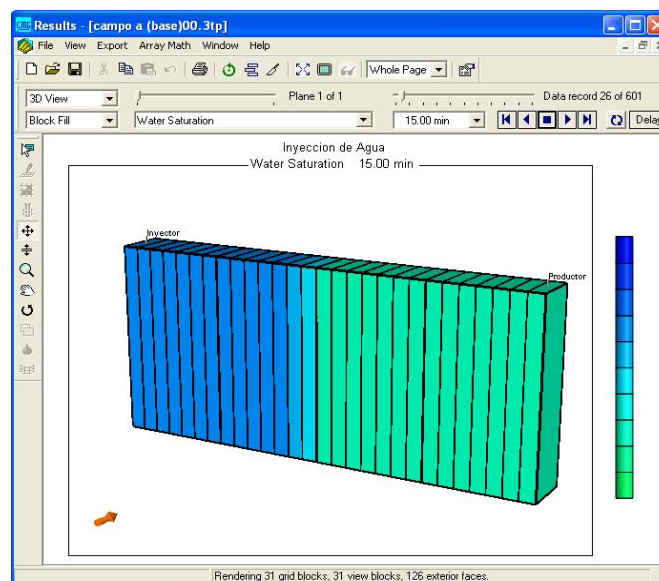 CMG Results - [campo a (base)00.3tp]
File View Export Array Math Window Help
Whole Page
3D View Plane 1 of 1 Data record 26 of 601
Block Fill Water Saturation 15.00 min Delay
Inyeccion de Agua
Water Saturation 15.00 min
Inyector
Productor
Rendering 31 grid blocks, 31 view blocks, 126 exterior faces.